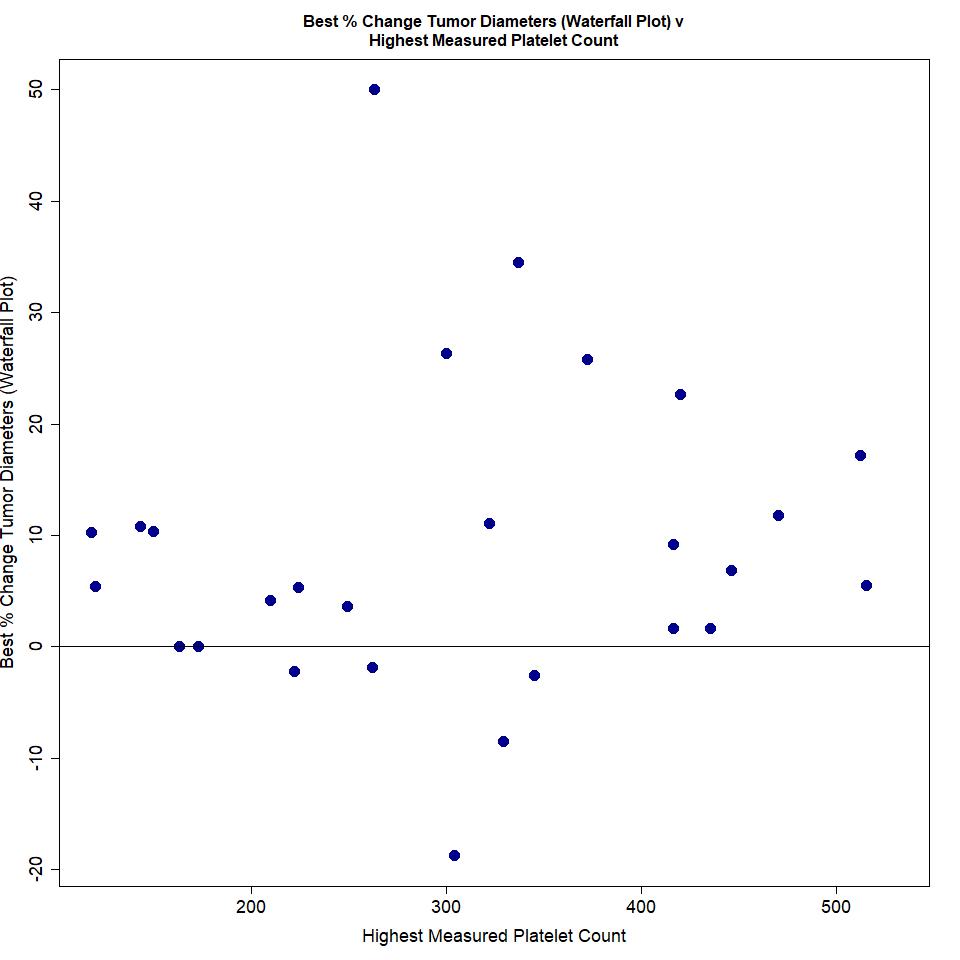 Best % Change Tumor Diameters (Waterfall Plot) v
Highest Measured Platelet Count
Best % Change Tumor Diameters (Waterfall Plot)
50
40
30
20
10
0
-10
-20
200 300 400 500
Highest Measured Platelet Count